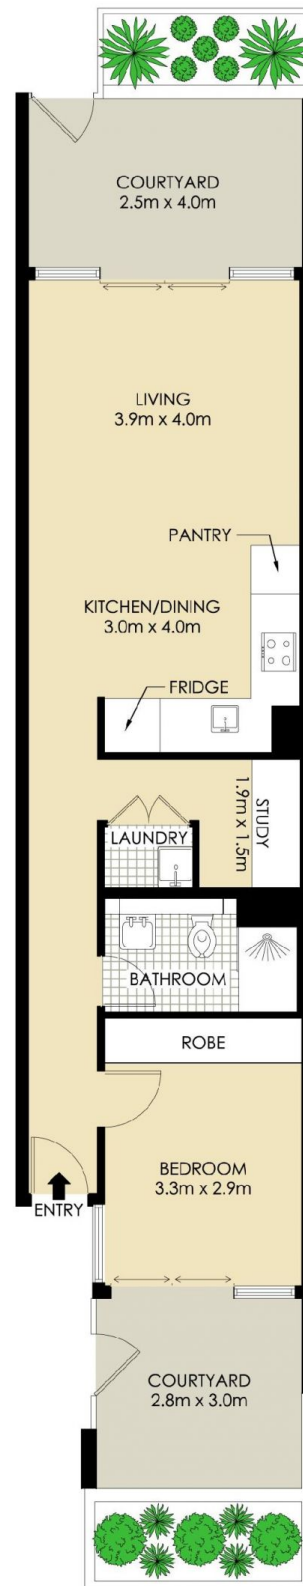 COURTYARD
2.5m x 4.0m
LIVING
3.9m x 4.0m
PANTRY
KITCHEN/DINING
3.0m x 4.0m
FRIDGE
STUDY
1.9m x 1.5m
LAUNDRY
BATHROOM
ROBE
BEDROOM
3.3m x 2.9m
ENTRY
COURTYARD
2.8m x 3.0m